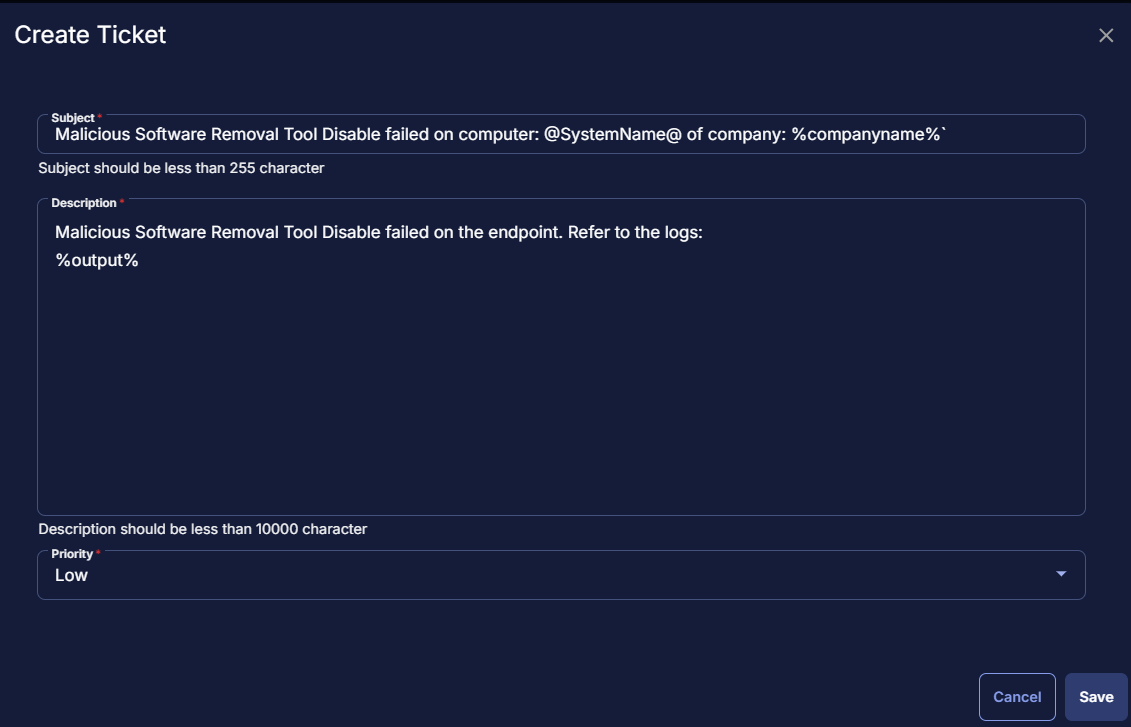 Create Ticket
Subject *
Malicious Software Removal Tool Disable failed on computer: @SystemName@ of company: %companyname%`
Subject should be less than 255 character
Description *
Malicious Software Removal Tool Disable failed on the endpoint. Refer to the logs:
%output%
Description should be less than 10000 character
Priority *
Low
Cancel Save